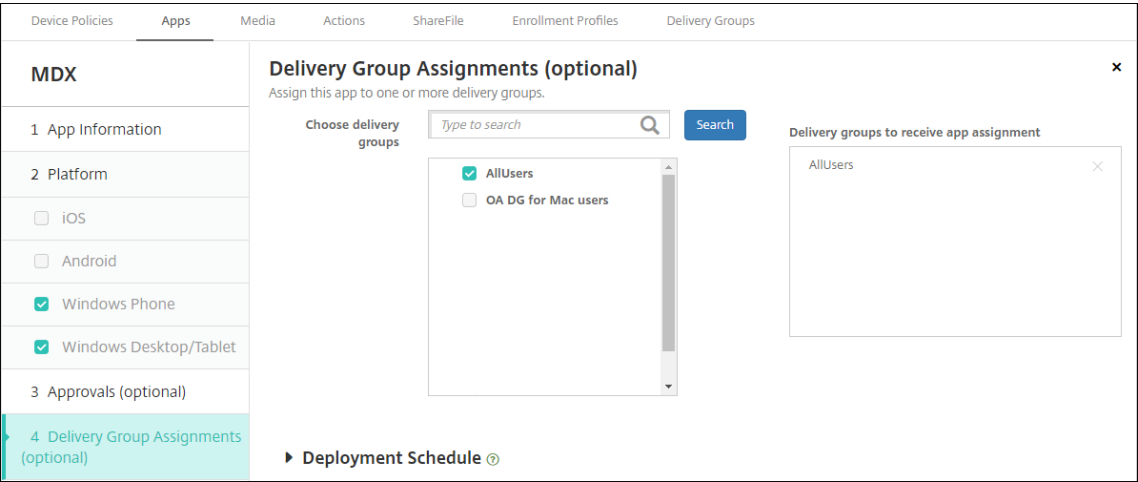 Device Policies Apps Media Actions ShareFile Enrollment Profiles Delivery Groups
MDX
1 App Information
2 Platform
iOS
Android
Windows Phone
Windows Desktop/Tablet
3 Approvals (optional)
4 Delivery Group Assignments
(optional)
Delivery Group Assignments (optional)
Assign this app to one or more delivery groups.
Choose delivery
groups
Type to search
Search
AllUsers
OA DG for Mac users
Delivery groups to receive app assignment
AllUsers
Deployment Schedule